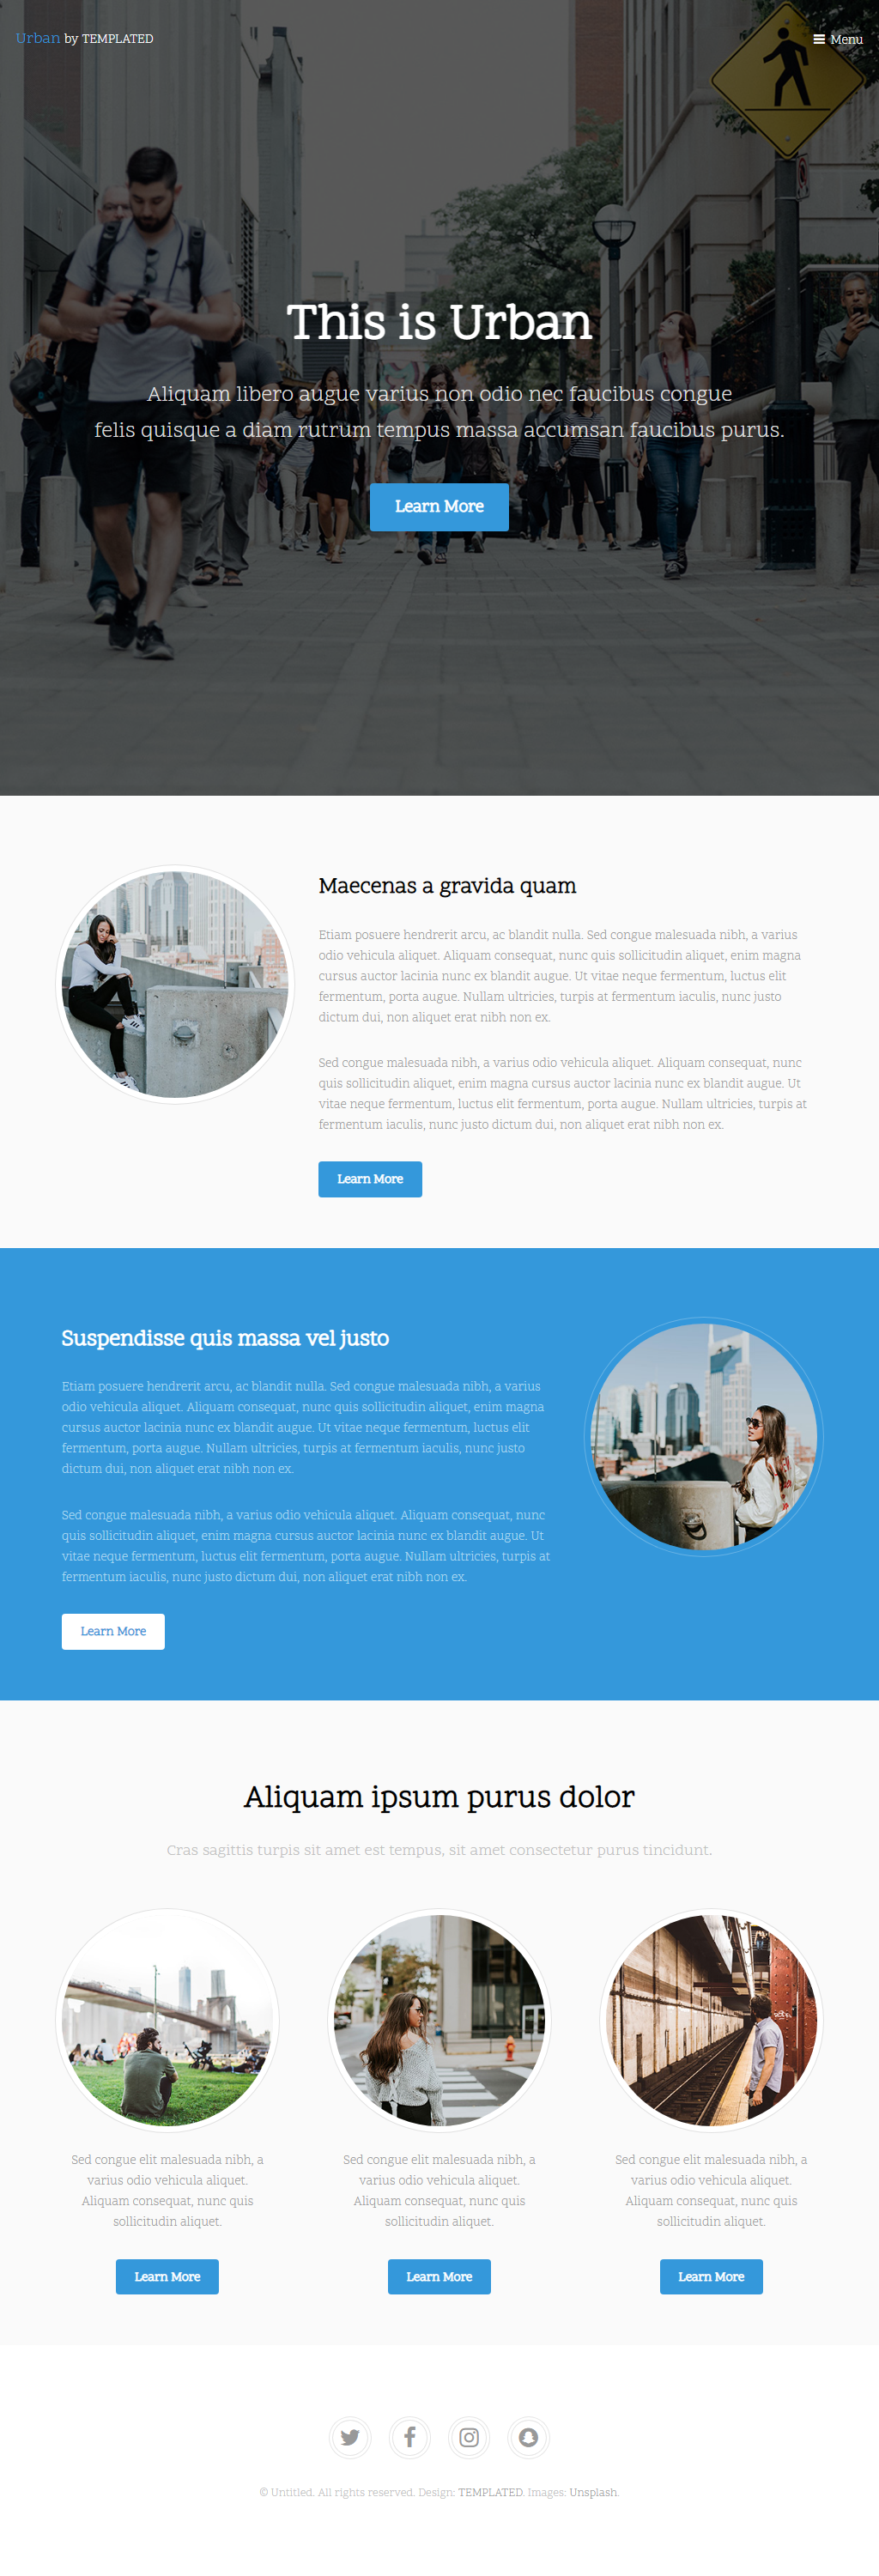 Urban by TEMPLATED
Menu
This is Urban
Aliquam libero augue varius non odio nec faucibus congue
felis quisque a diam rutrum tempus massa accumsan faucibus purus.
Learn More
Maecenas a gravida quam
Etiam posuere hendrerit arcu, ac blandit nulla. Sed congue malesuada nibh, a varius
odio vehicula aliquet. Aliquam consequat, nunc quis sollicitudin aliquet, enim magna
cursus auctor lacinia nunc ex blandit augue. Ut vitae neque fermentum, luctus elit
fermentum, porta augue. Nullam ultricies, turpis at fermentum iaculis, nunc justo
dictum dui, non aliquet erat nibh non ex.
Sed congue malesuada nibh, a varius odio vehicula aliquet. Aliquam consequat, nunc
quis sollicitudin aliquet, enim magna cursus auctor lacinia nunc ex blandit augue. Ut
vitae neque fermentum, luctus elit fermentum, porta augue. Nullam ultricies, turpis at
fermentum iaculis, nunc justo dictum dui, non aliquet erat nibh non ex.
Learn More
Suspendisse quis massa vel justo
Etiam posuere hendrerit arcu, ac blandit nulla. Sed congue malesuada nibh, a varius
odio vehicula aliquet. Aliquam consequat, nunc quis sollicitudin aliquet, enim magna
cursus auctor lacinia nunc ex blandit augue. Ut vitae neque fermentum, luctus elit
fermentum, porta augue. Nullam ultricies, turpis at fermentum iaculis, nunc justo
dictum dui, non aliquet erat nibh non ex.
Sed congue malesuada nibh, a varius odio vehicula aliquet. Aliquam consequat, nunc
quis sollicitudin aliquet, enim magna cursus auctor lacinia nunc ex blandit augue. Ut
vitae neque fermentum, luctus elit fermentum, porta augue. Nullam ultricies, turpis at
fermentum iaculis, nunc justo dictum dui, non aliquet erat nibh non ex.
Learn More
Aliquam ipsum purus dolor
Cras sagittis turpis sit amet est tempus, sit amet consectetur purus tincidunt.
Sed congue elit malesuada nibh, a
varius odio vehicula aliquet.
Aliquam consequat, nunc quis
sollicitudin aliquet.
Learn More
Sed congue elit malesuada nibh, a
varius odio vehicula aliquet.
Aliquam consequat, nunc quis
sollicitudin aliquet.
Learn More
Sed congue elit malesuada nibh, a
varius odio vehicula aliquet.
Aliquam consequat, nunc quis
sollicitudin aliquet.
Learn More
© Untitled. All rights reserved. Design: TEMPLATED. Images: Unsplash.